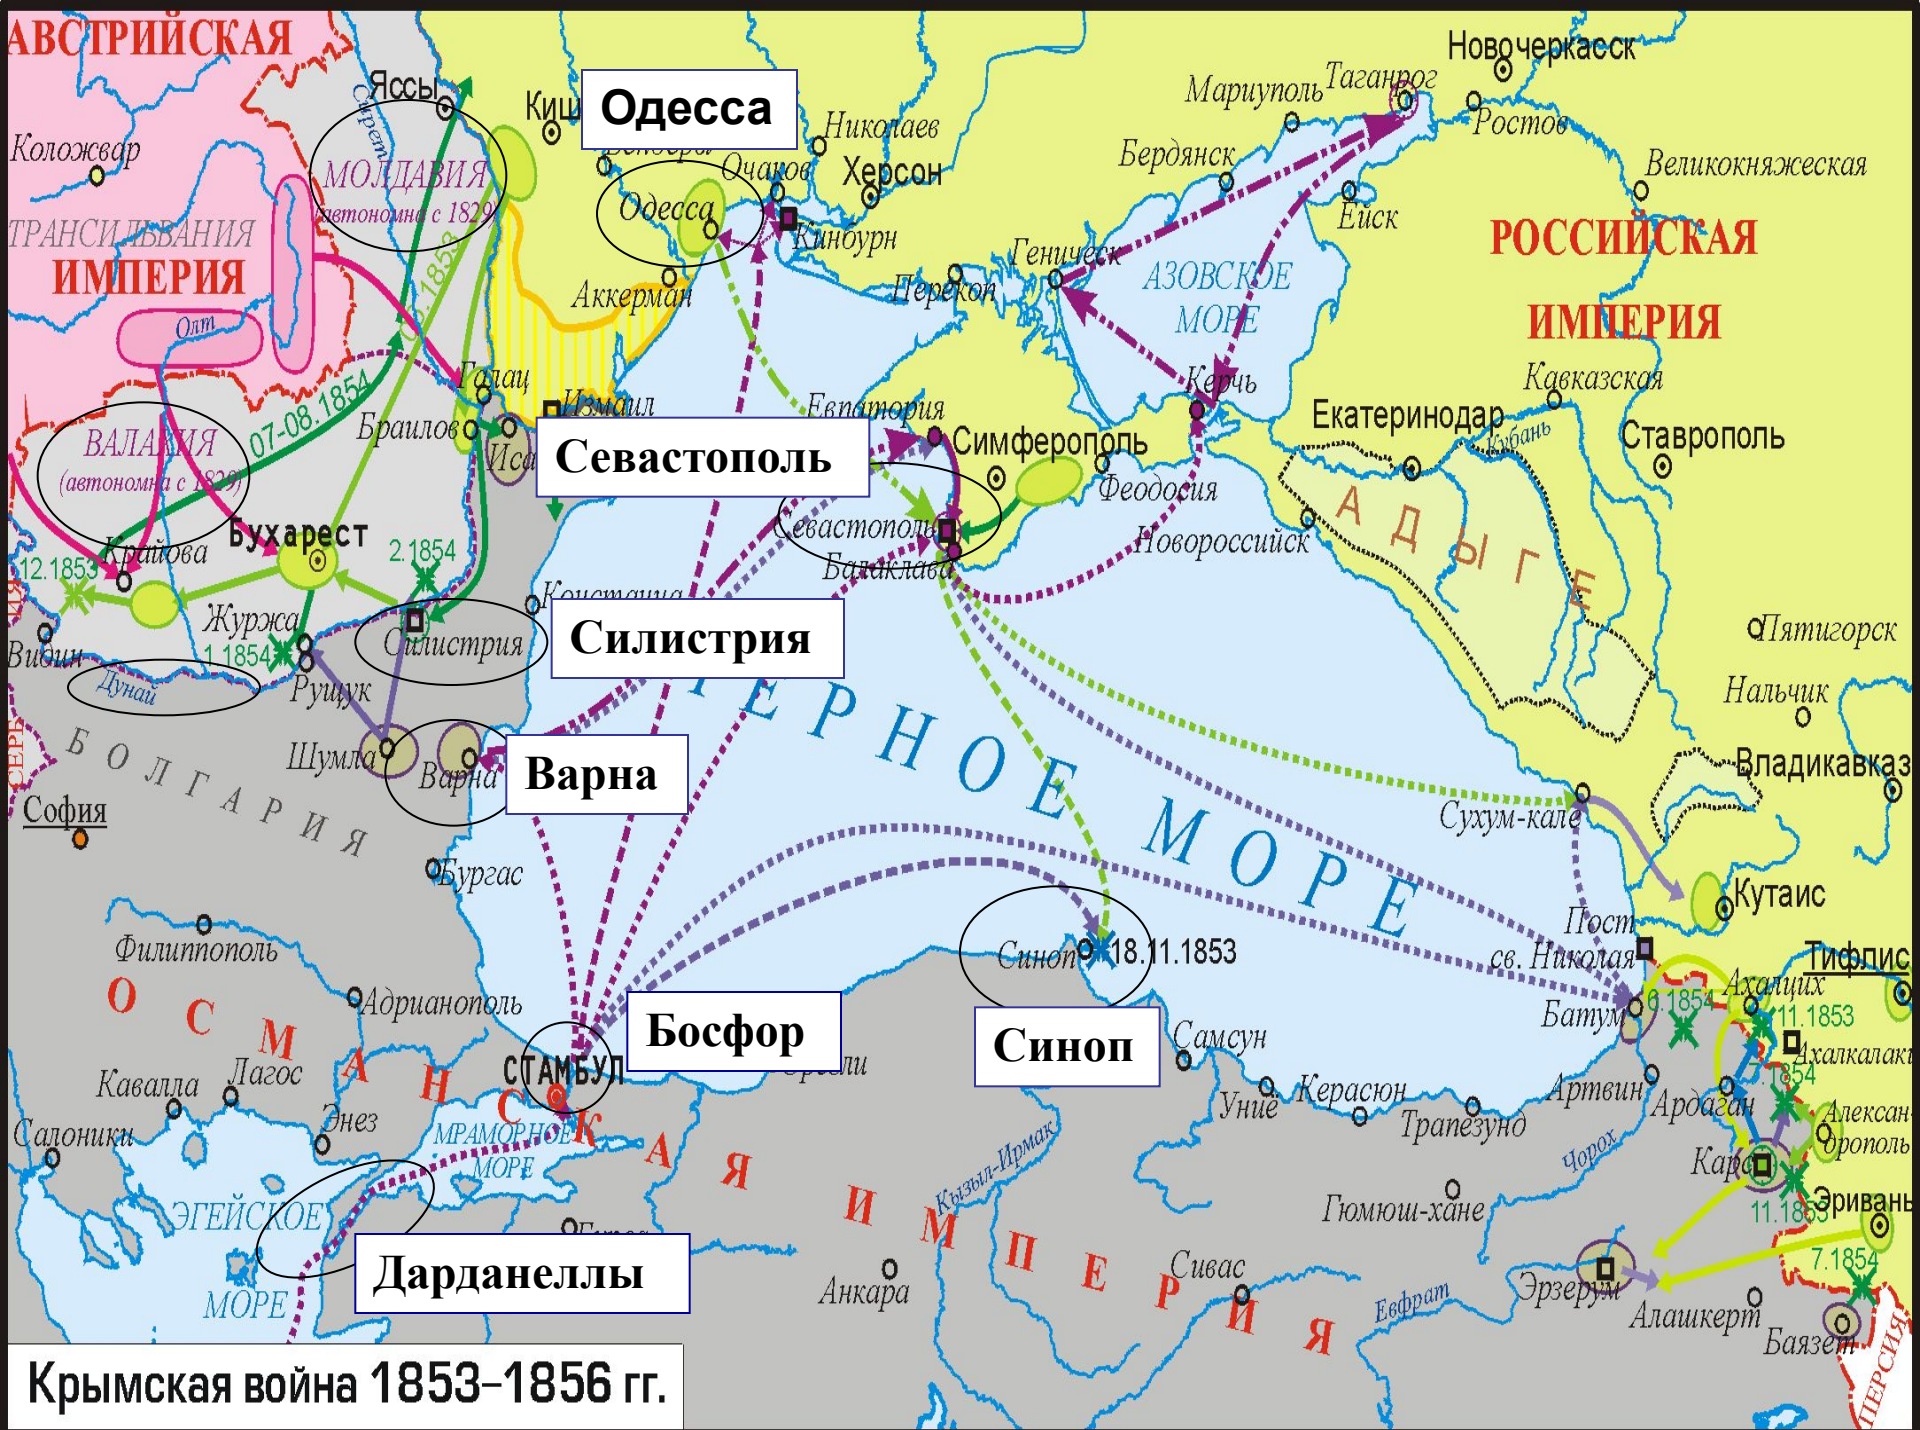 АВСТРИЙСКАЯ
Яссы
Одесса
Николаев
Очаков
Херсон
Мариуполь
Таганрог
Новочеркасск
Ростов
Бердянск
Ейск
Великокняжеская
Коложвар
Сирет
МОЛДАВИЯ
(автономна с 1829)
Одесса
Кинбурн
ТРАНСИЛЬВАНИЯ
ИМПЕРИЯ
РОССИЙСКАЯ
ИМПЕРИЯ
Аккерман
Перекоп
Геническ
АЗОВСКОЕ
МОРЕ
Олт
Галац
Измаил
Браилов
07-08.1854
Евпатория
Керчь
Кавказская
Екатеринодар
Кубань
Ставрополь
ВАЛАХИЯ
(автономна с 1829)
Севастополь
Симферополь
Феодосия
Севастополь
Балаклава
Новороссийск
АДЫГЕ
Бухарест
Крайова
12.1853
2.1854
Констанца
Журжа
1.1854
Силистрия
Силистрия
Видин
Дунай
Рущук
Пятигорск
Нальчик
Владикавказ
БОЛГАРИЯ
Шумла
Варна
Варна
ЧЕРНОЕ МОРЕ
София
Бургас
Сухум-кале
Кутаис
Пост
св. Николая
Тифлис
Синоп
18.11.1853
Синоп
Батум
6.1854
Ахалцих
11.1853
Ахалкалаки
Филиппополь
Адрианополь
ОСМАНСКАЯ ИМПЕРИЯ
Босфор
СТАМБУЛ
Самсун
Уние
Керасюн
Трапезунд
Артвин
Ардаган
Алексан-
дрополь
Кавалла
Лагос
Энез
Салоники
МРАМОРНОЕ
МОРЕ
Кызыл-Ирмак
Чорох
Карс
11.1853
Эривань
7.1854
ЭГЕЙСКОЕ
МОРЕ
Дарданеллы
Гюмюш-хане
Анкара
Сивас
Евфрат
Эрзерум
Алашкерт
Баязет
ПЕРСИЯ
Крымская война 1853–1856 гг.